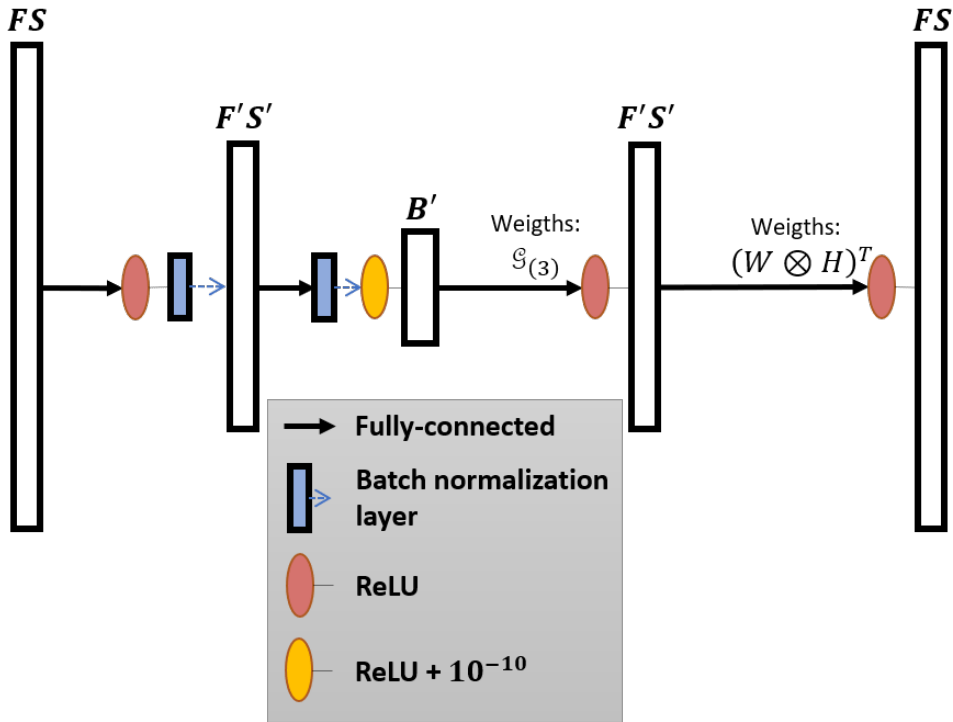 FS
FS
F'S'
F'S'
B'
Weigths:
𝒢₍₃₎
Weigths:
(W ⊗ H)ᵀ
Fully-connected
Batch normalization
layer
ReLU
ReLU + 10⁻¹⁰